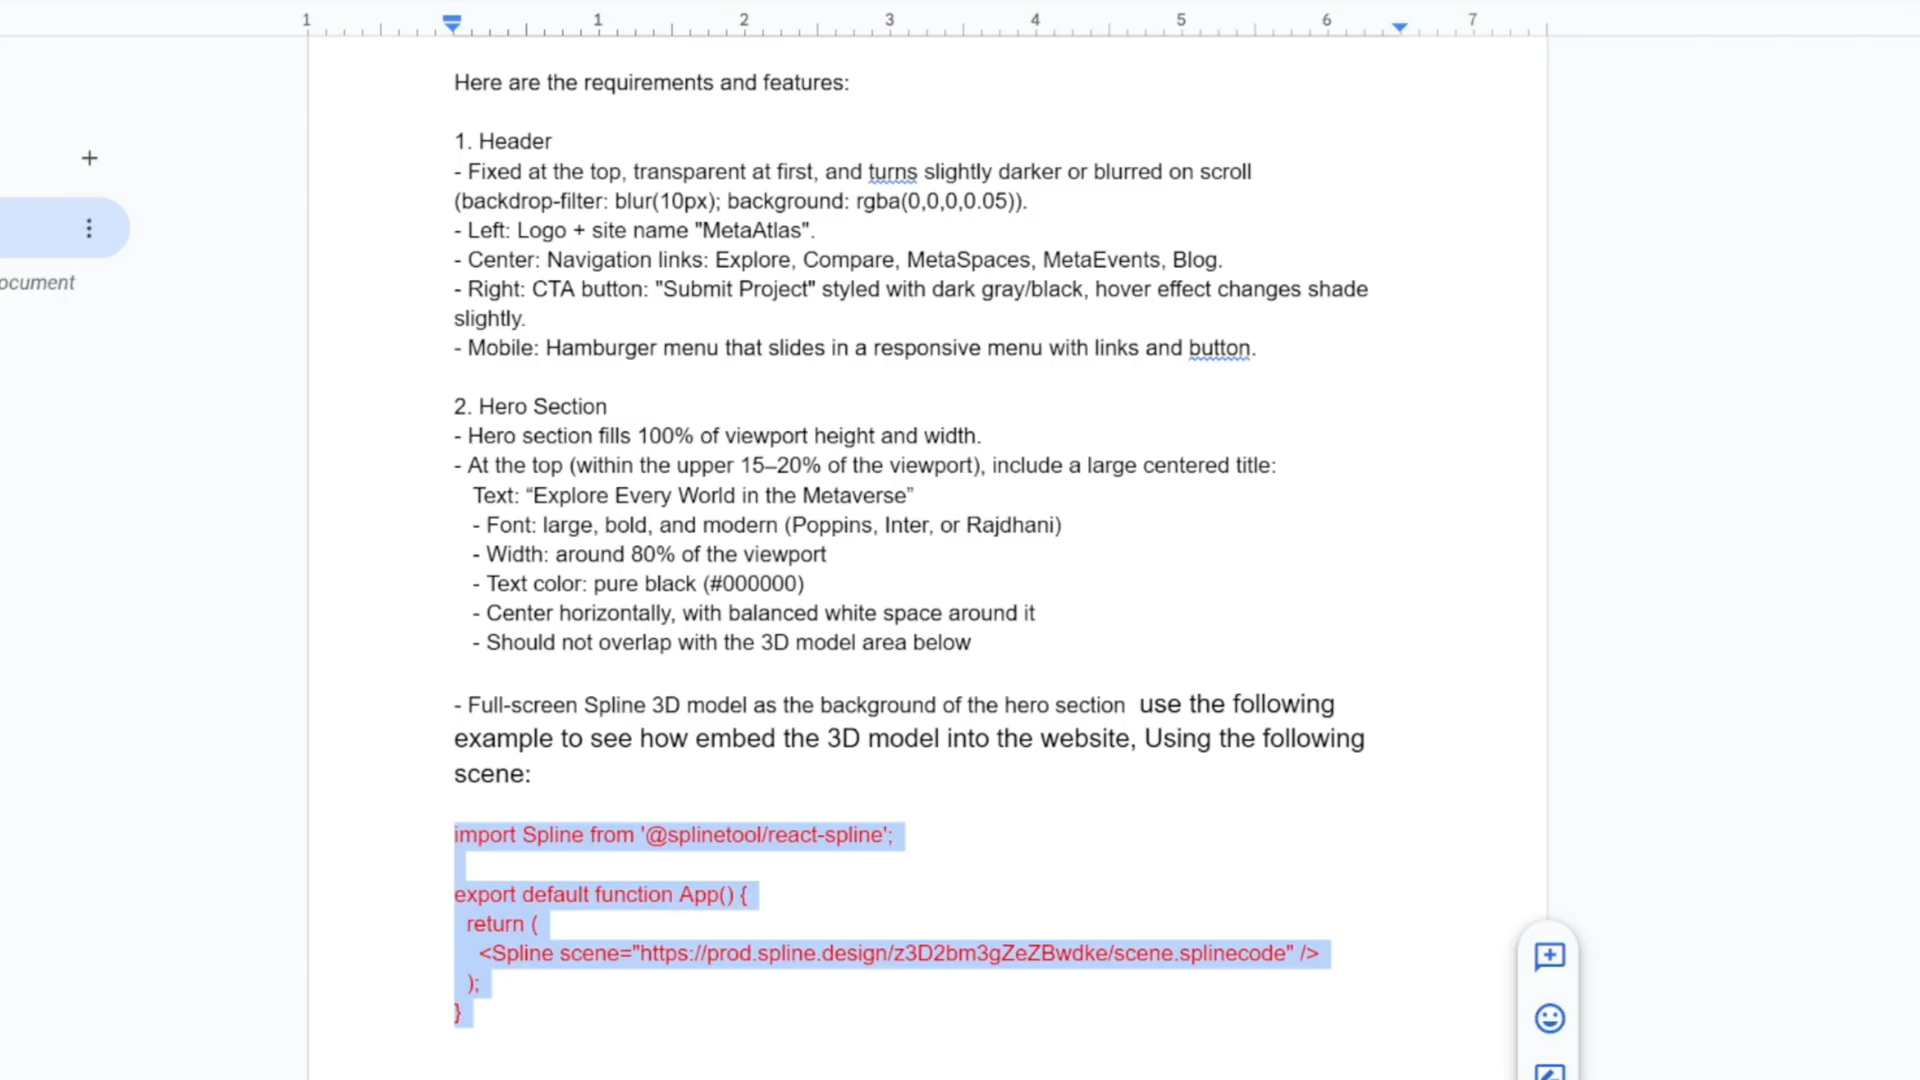 1 1 2 3 4 5 6 7
Here are the requirements and features:
1. Header
- Fixed at the top, transparent at first, and turns slightly darker or blurred on scroll
(backdrop-filter: blur(10px); background: rgba(0,0,0,0.05)).
- Left: Logo + site name "MetaAtlas".
- Center: Navigation links: Explore, Compare, MetaSpaces, MetaEvents, Blog.
ocument
- Right: CTA button: "Submit Project" styled with dark gray/black, hover effect changes shade
slightly.
- Mobile: Hamburger menu that slides in a responsive menu with links and button.
2. Hero Section
- Hero section fills 100% of viewport height and width.
- At the top (within the upper 15–20% of the viewport), include a large centered title:
Text: “Explore Every World in the Metaverse”
- Font: large, bold, and modern (Poppins, Inter, or Rajdhani)
- Width: around 80% of the viewport
- Text color: pure black (#000000)
- Center horizontally, with balanced white space around it
- Should not overlap with the 3D model area below
- Full-screen Spline 3D model as the background of the hero section use the following
example to see how embed the 3D model into the website, Using the following
scene:
import Spline from '@splinetool/react-spline';
export default function App() {
return (
<Spline scene="https://prod.spline.design/z3D2bm3gZeZBwdke/scene.splinecode" />
);
}